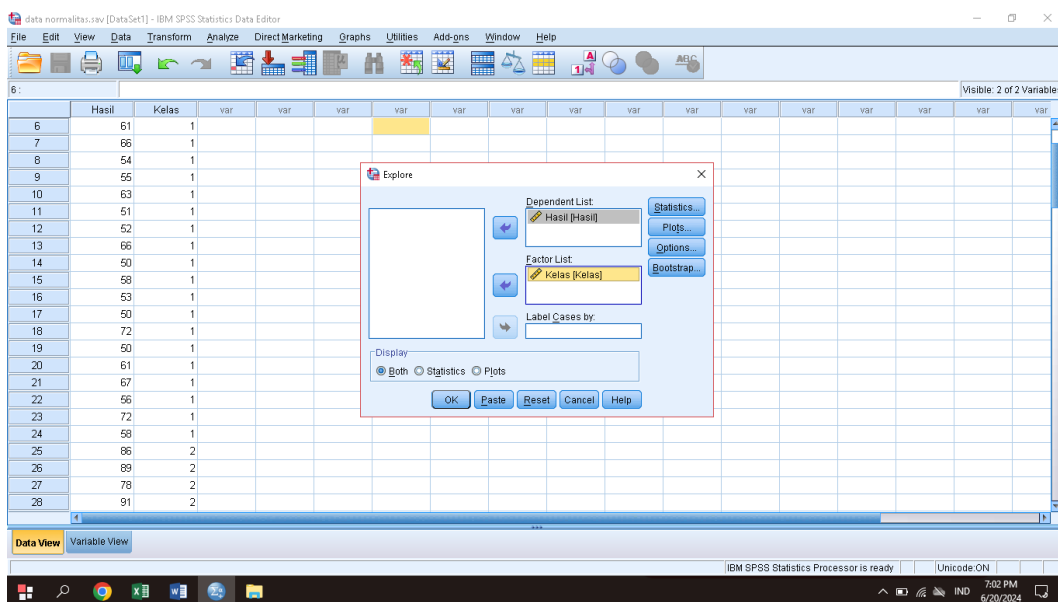 data normalitas.sav [DataSet1] - IBM SPSS Statistics Data Editor
File Edit View Data Transform Analyze Direct Marketing Graphs Utilities Add-ons Window Help
6 : Visible: 2 of 2 Variables
Hasil Kelas var var var var var var var var var var var var var var
6 61 1
7 66 1
8 54 1
9 55 1
10 63 1
11 51 1
12 52 1
13 66 1
14 50 1
15 58 1
16 53 1
17 50 1
18 72 1
19 50 1
20 61 1
21 67 1
22 56 1
23 72 1
24 58 1
25 86 2
26 89 2
27 78 2
28 91 2
Explore
Dependent List:
Hasil [Hasil]
Factor List:
Kelas [Kelas]
Label Cases by:
Statistics...
Plots...
Options...
Bootstrap...
Display
Both Statistics Plots
OK Paste Reset Cancel Help
Data View Variable View
IBM SPSS Statistics Processor is ready Unicode:ON
IND 7:02 PM
6/20/2024